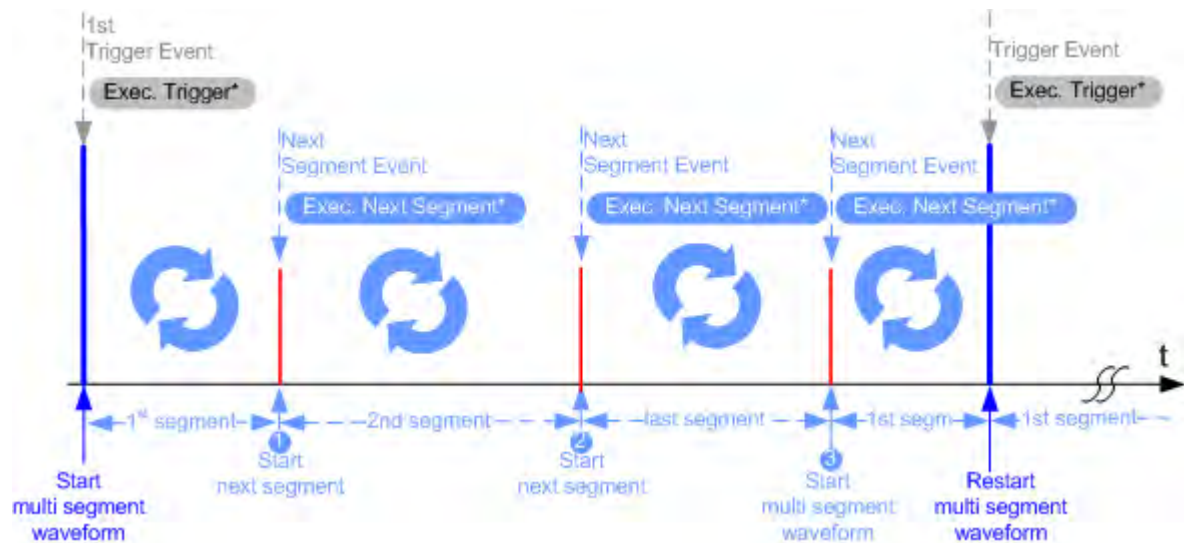 1st
Trigger Event
Exec. Trigger*
Trigger Event
Exec. Trigger*
Next
Segment Event
Exec. Next Segment*
Next
Segment Event
Exec. Next Segment*
Next
Segment Event
Exec. Next Segment*
t
1st segment
2nd segment
last segment
1st segm
1st segment
1
2
3
Start
multi segment
waveform
Start
next segment
Start
next segment
Start
multi segment
waveform
Restart
multi segment
waveform